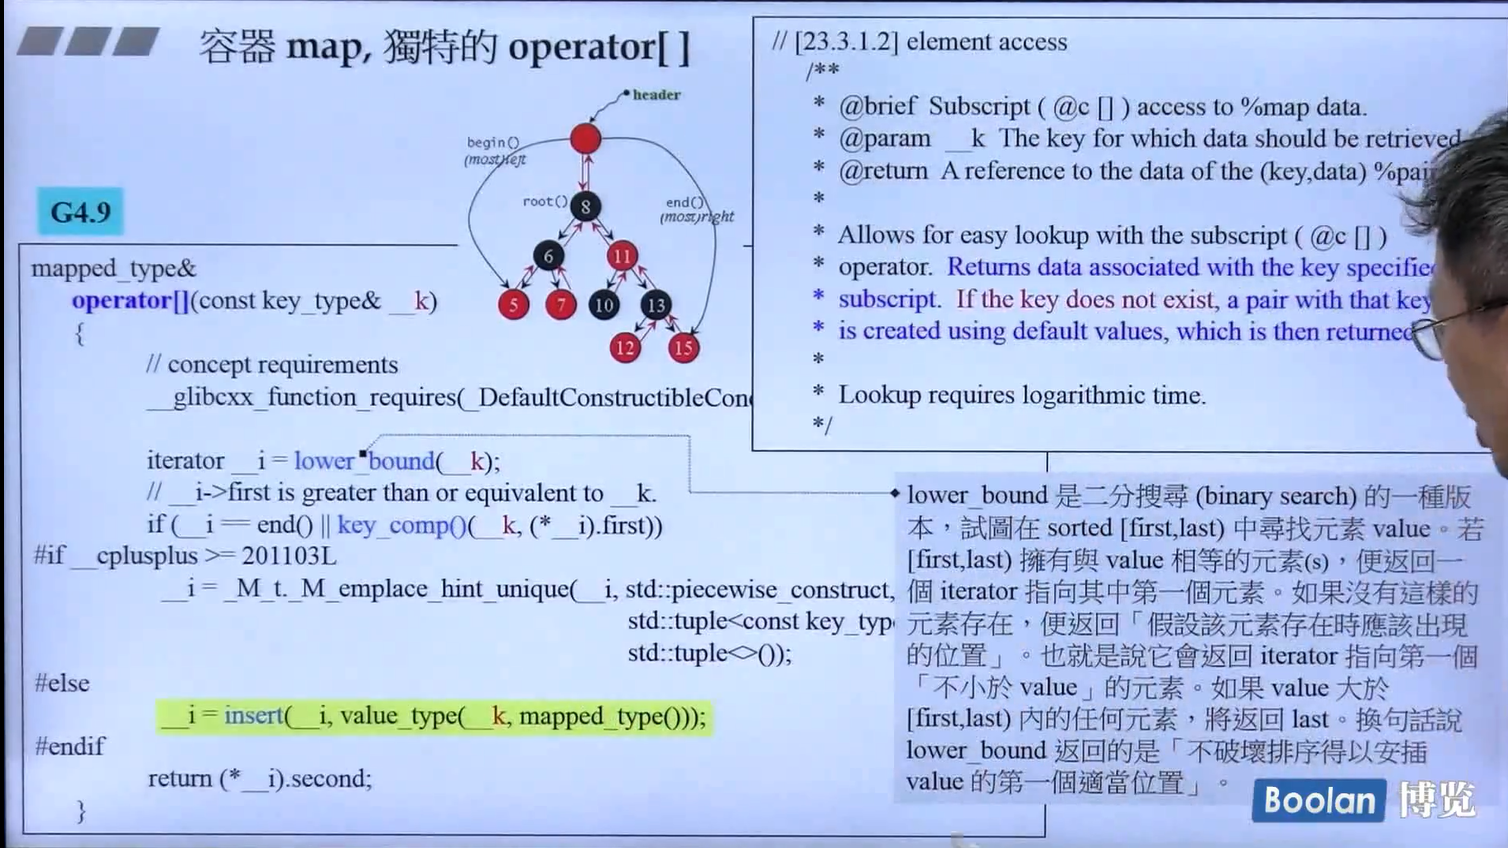 容器 map, 獨特的 operator[ ]
G4.9
header
begin()
(most)left
root()
end()
(most)right
8
6
11
5
7
10
13
12
15
mapped_type&
operator[](const key_type& __k)
{
// concept requirements
__glibcxx_function_requires(_DefaultConstructibleCon
iterator __i = lower_bound(__k);
// __i->first is greater than or equivalent to __k.
if (__i == end() || key_comp()(__k, (*__i).first))
#if __cplusplus >= 201103L
__i = _M_t._M_emplace_hint_unique(__i, std::piecewise_construct,
std::tuple<const key_typ
std::tuple<>());
#else
__i = insert(__i, value_type(__k, mapped_type()));
#endif
return (*__i).second;
}
// [23.3.1.2] element access
/**
* @brief Subscript ( @c [] ) access to %map data.
* @param __k The key for which data should be retrieved
* @return A reference to the data of the (key,data) %pai
*
* Allows for easy lookup with the subscript ( @c [] )
* operator. Returns data associated with the key specifie
* subscript. If the key does not exist, a pair with that key
* is created using default values, which is then returned
*
* Lookup requires logarithmic time.
*/
lower_bound 是二分搜尋 (binary search) 的一種版
本，試圖在 sorted [first,last) 中尋找元素 value。若
[first,last) 擁有與 value 相等的元素(s)，便返回一
個 iterator 指向其中第一個元素。如果沒有這樣的
元素存在，便返回「假設該元素存在時應該出現
的位置」。也就是說它會返回 iterator 指向第一個
「不小於 value」的元素。如果 value 大於
[first,last) 內的任何元素，將返回 last。換句話說
lower_bound 返回的是「不破壞排序得以安插
value 的第一個適當位置」。
Boolan 博览